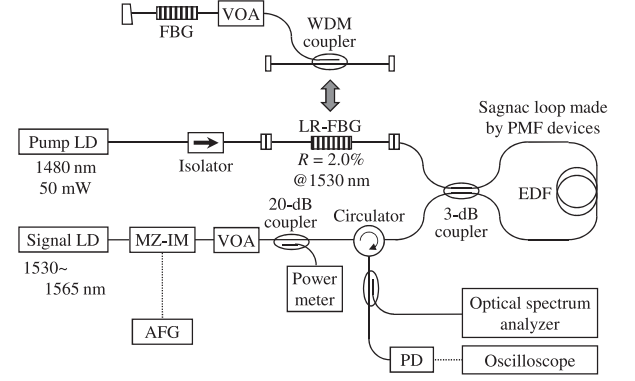 FBG
VOA
WDM
coupler
Sagnac loop made
by PMF devices
LR-FBG
Pump LD
Isolator
R = 2.0%
@1530 nm
1480 nm
50 mW
EDF
3-dB
coupler
20-dB
coupler
Circulator
Signal LD
MZ-IM
VOA
1530~
1565 nm
Power
meter
Optical spectrum
analyzer
AFG
PD
Oscilloscope